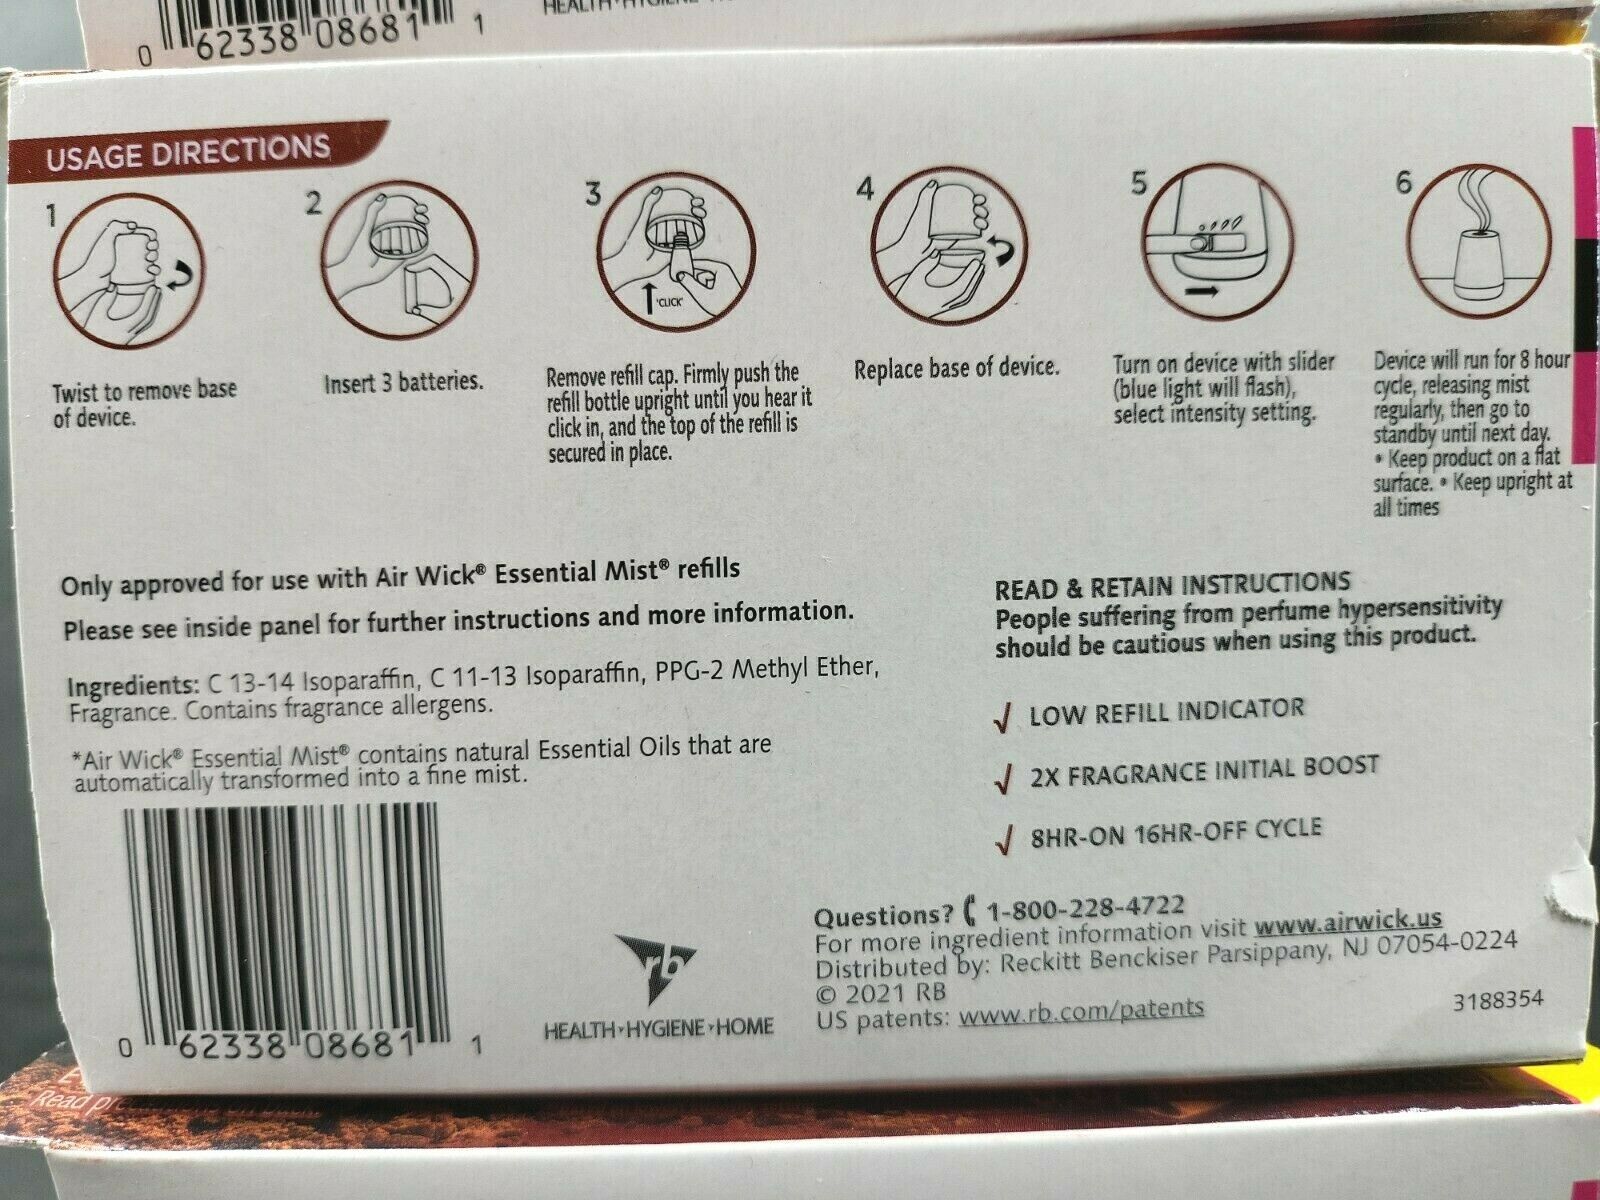 0 62338 08681 1
HEALTH HYGIENE
USAGE DIRECTIONS
1
Twist to remove base
of device.
2
Insert 3 batteries.
3
'CLICK'
Remove refill cap. Firmly push the
refill bottle upright until you hear it
click in, and the top of the refill is
secured in place.
4
Replace base of device.
5
Turn on device with slider
(blue light will flash),
select intensity setting.
6
Device will run for 8 hour
cycle, releasing mist
regularly, then go to
standby until next day.
• Keep product on a flat
surface. • Keep upright at
all times
Only approved for use with Air Wick® Essential Mist® refills
Please see inside panel for further instructions and more information.
Ingredients: C 13-14 Isoparaffin, C 11-13 Isoparaffin, PPG-2 Methyl Ether,
Fragrance. Contains fragrance allergens.
*Air Wick® Essential Mist® contains natural Essential Oils that are
automatically transformed into a fine mist.
READ & RETAIN INSTRUCTIONS
People suffering from perfume hypersensitivity
should be cautious when using this product.
√ LOW REFILL INDICATOR
√ 2X FRAGRANCE INITIAL BOOST
√ 8HR-ON 16HR-OFF CYCLE
0 62338 08681 1
rb
HEALTH HYGIENE HOME
Questions? 1-800-228-4722
For more ingredient information visit www.airwick.us
Distributed by: Reckitt Benckiser Parsippany, NJ 07054-0224
© 2021 RB
US patents: www.rb.com/patents
3188354
Read